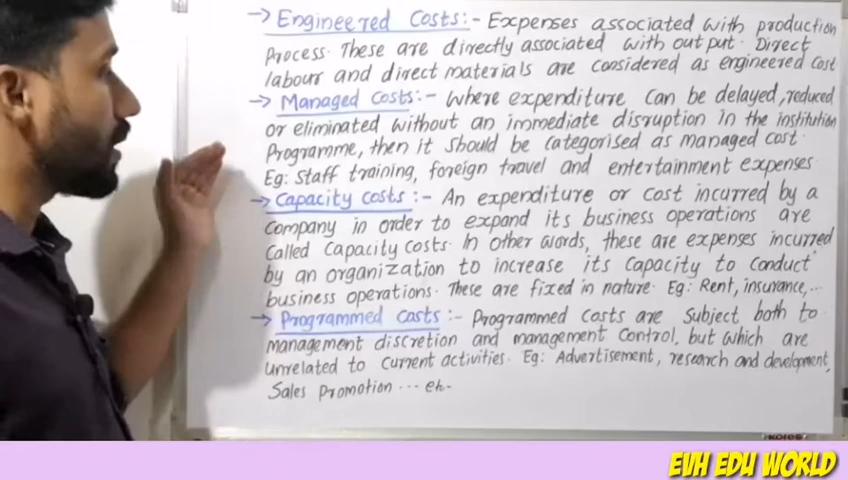 → Engineered Costs:- Expenses associated with production
Process. These are directly associated with output. Direct
labour and direct materials are considered as engineered cost
→ Managed costs:- Where expenditure can be delayed, reduced
or eliminated without an immediate disruption in the institution
Programme, then it should be categorised as managed cost.
Eg: Staff training, foreign travel and entertainment expenses
→ Capacity costs:- An expenditure or cost incurred by a
Company in order to expand its business operations are
Called Capacity costs. In other words, these are expenses incurred
by an organization to increase its Capacity to conduct
business operations. These are fixed in nature. Eg: Rent, insurance,...
→ Programmed Costs:- Programmed Costs are Subject both to
management discretion and management Control, but which are
unrelated to Current activities. Eg: Advertisement, research and development,
Sales Promotion ...
Kores
EVH EDU WORLD